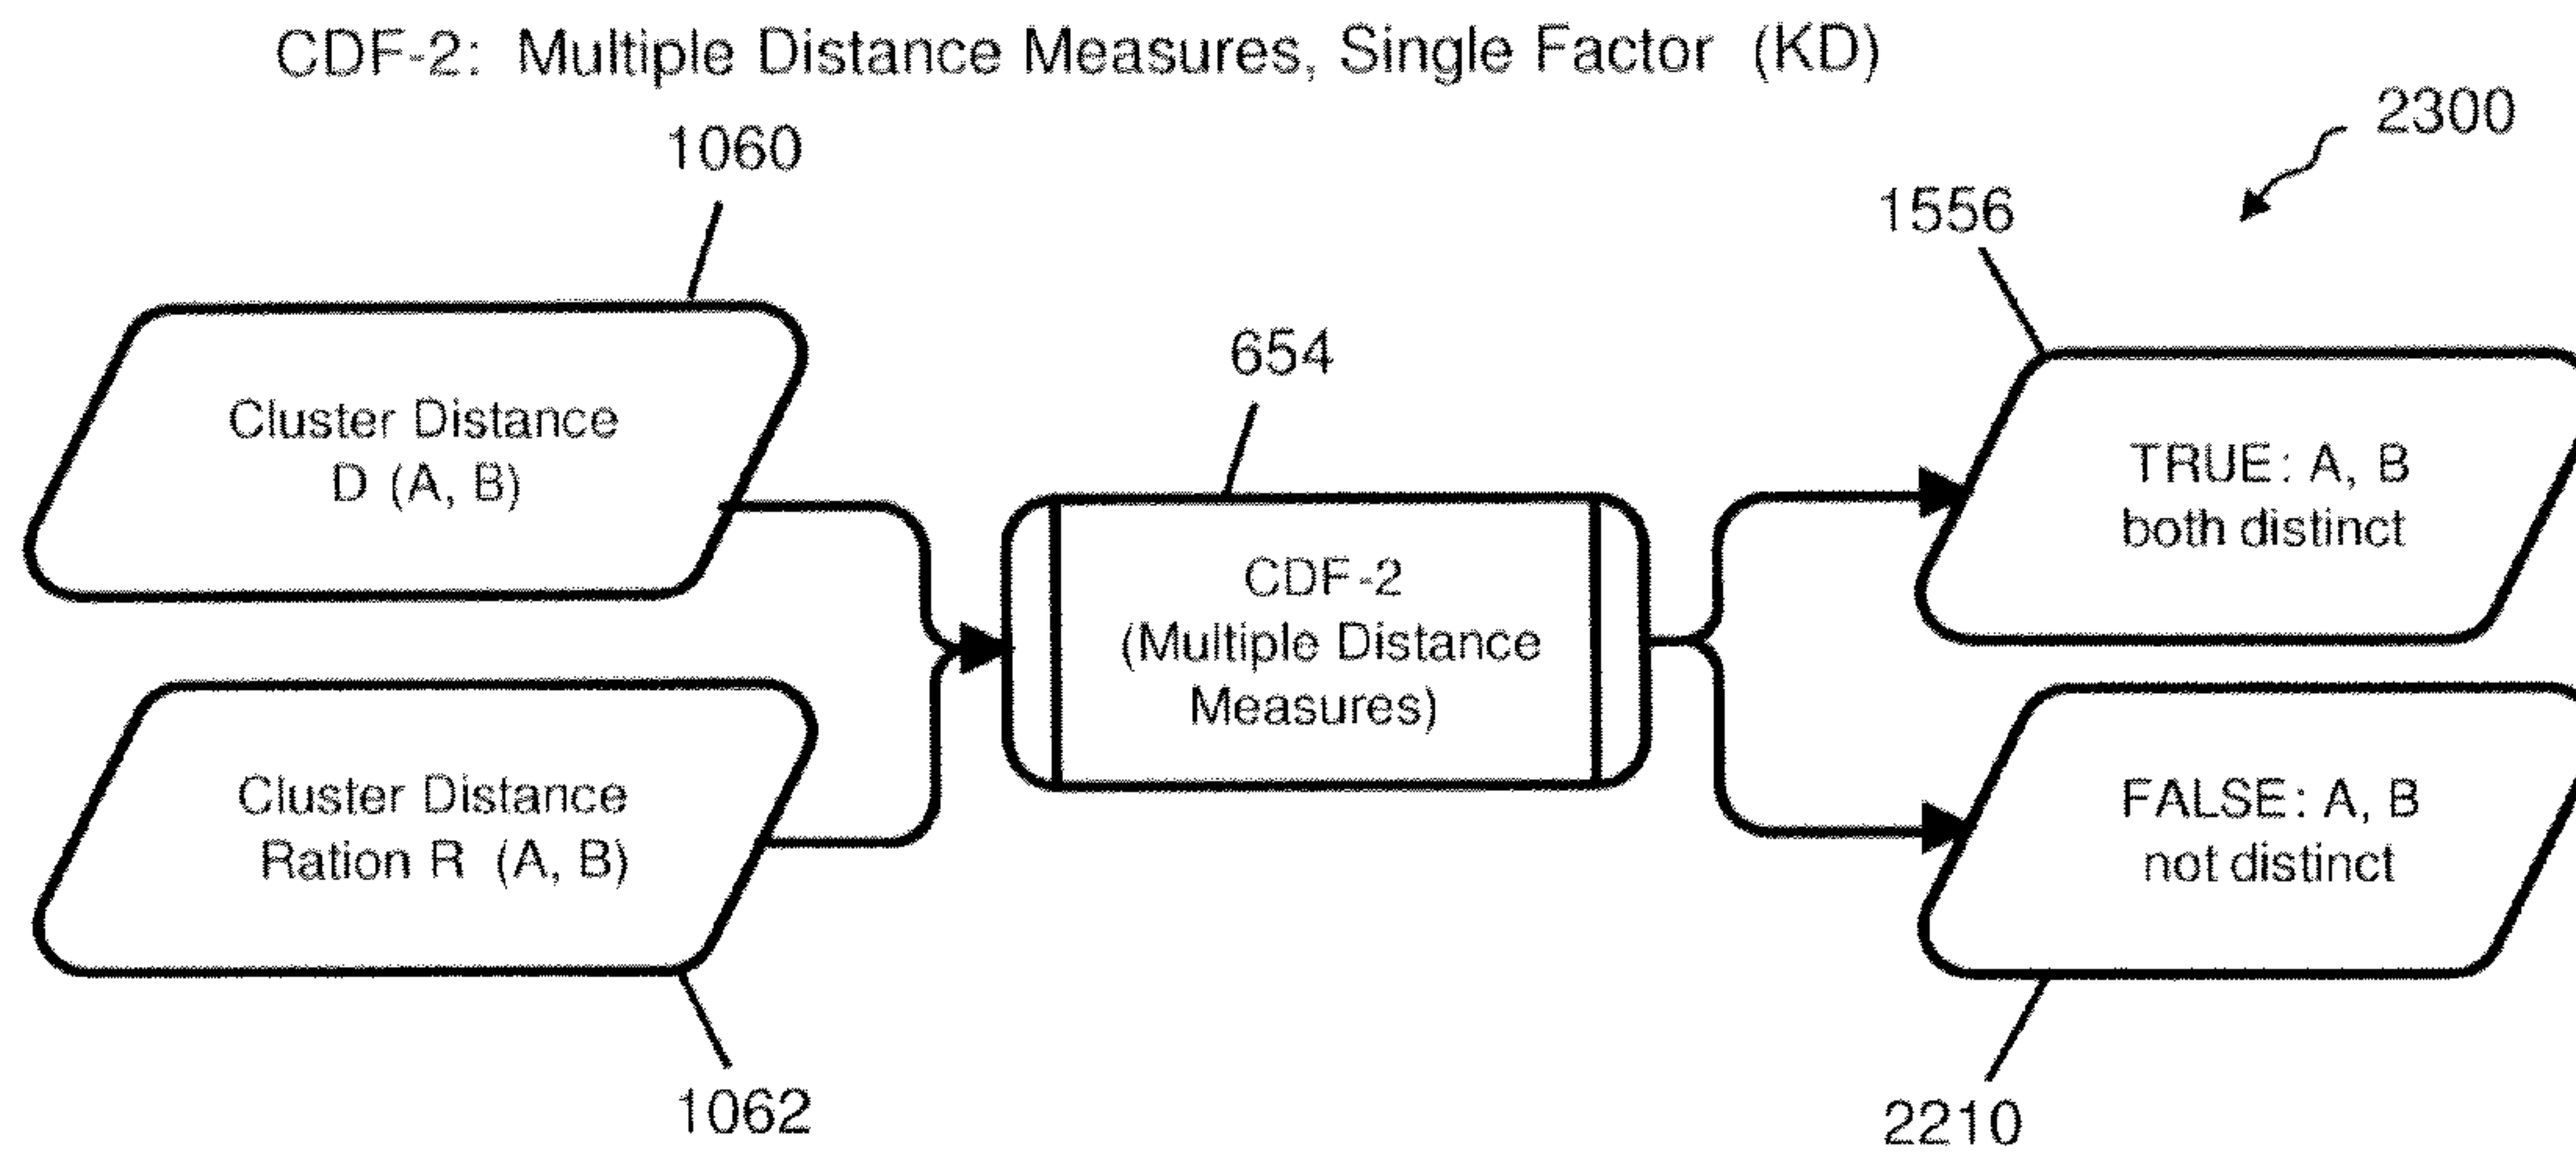 CDF-2: Multiple Distance Measures, Single Factor (KD)
2300
1060
1556
654
Cluster Distance
D (A, B)
CDF-2
(Multiple Distance
Measures)
TRUE: A, B
both distinct
Cluster Distance
Ration R (A, B)
FALSE: A, B
not distinct
1062
2210